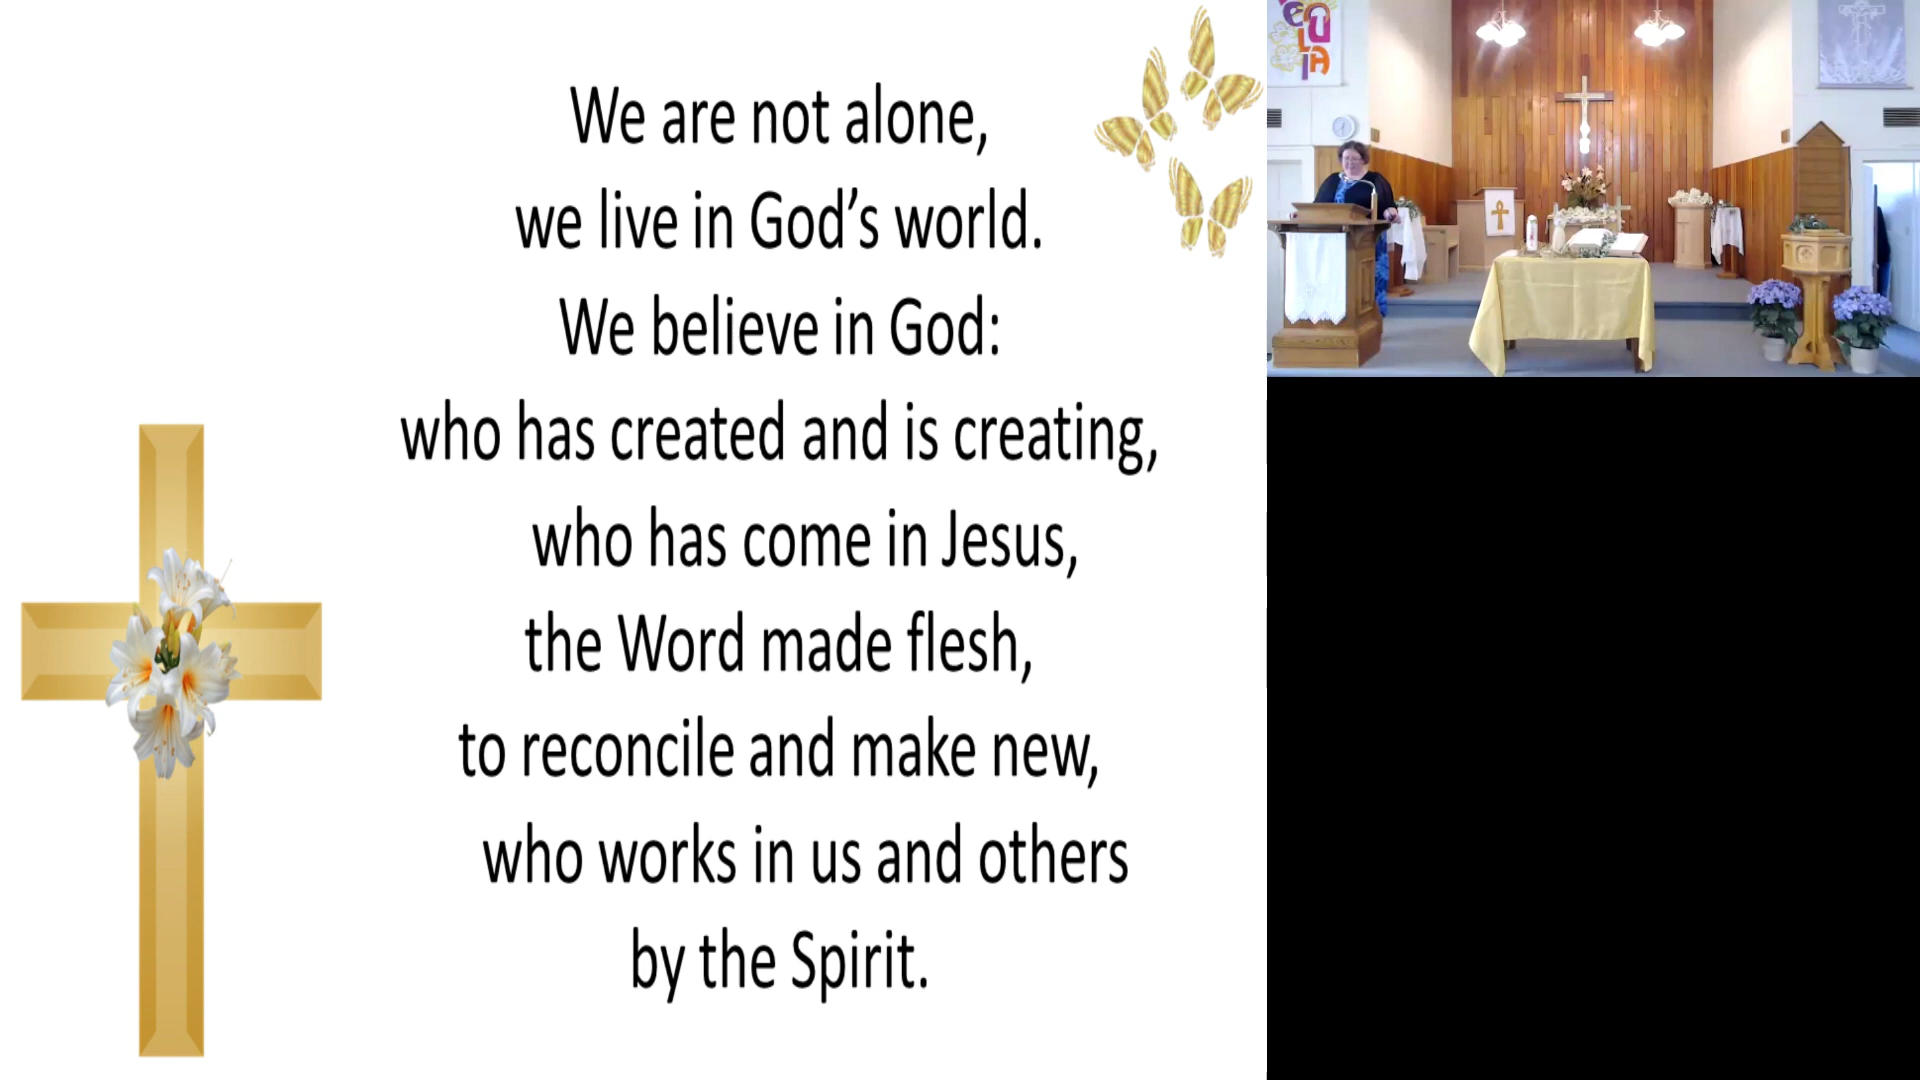 We are not alone,
we live in God’s world.
We believe in God:
who has created and is creating,
who has come in Jesus,
the Word made flesh,
to reconcile and make new,
who works in us and others
by the Spirit.